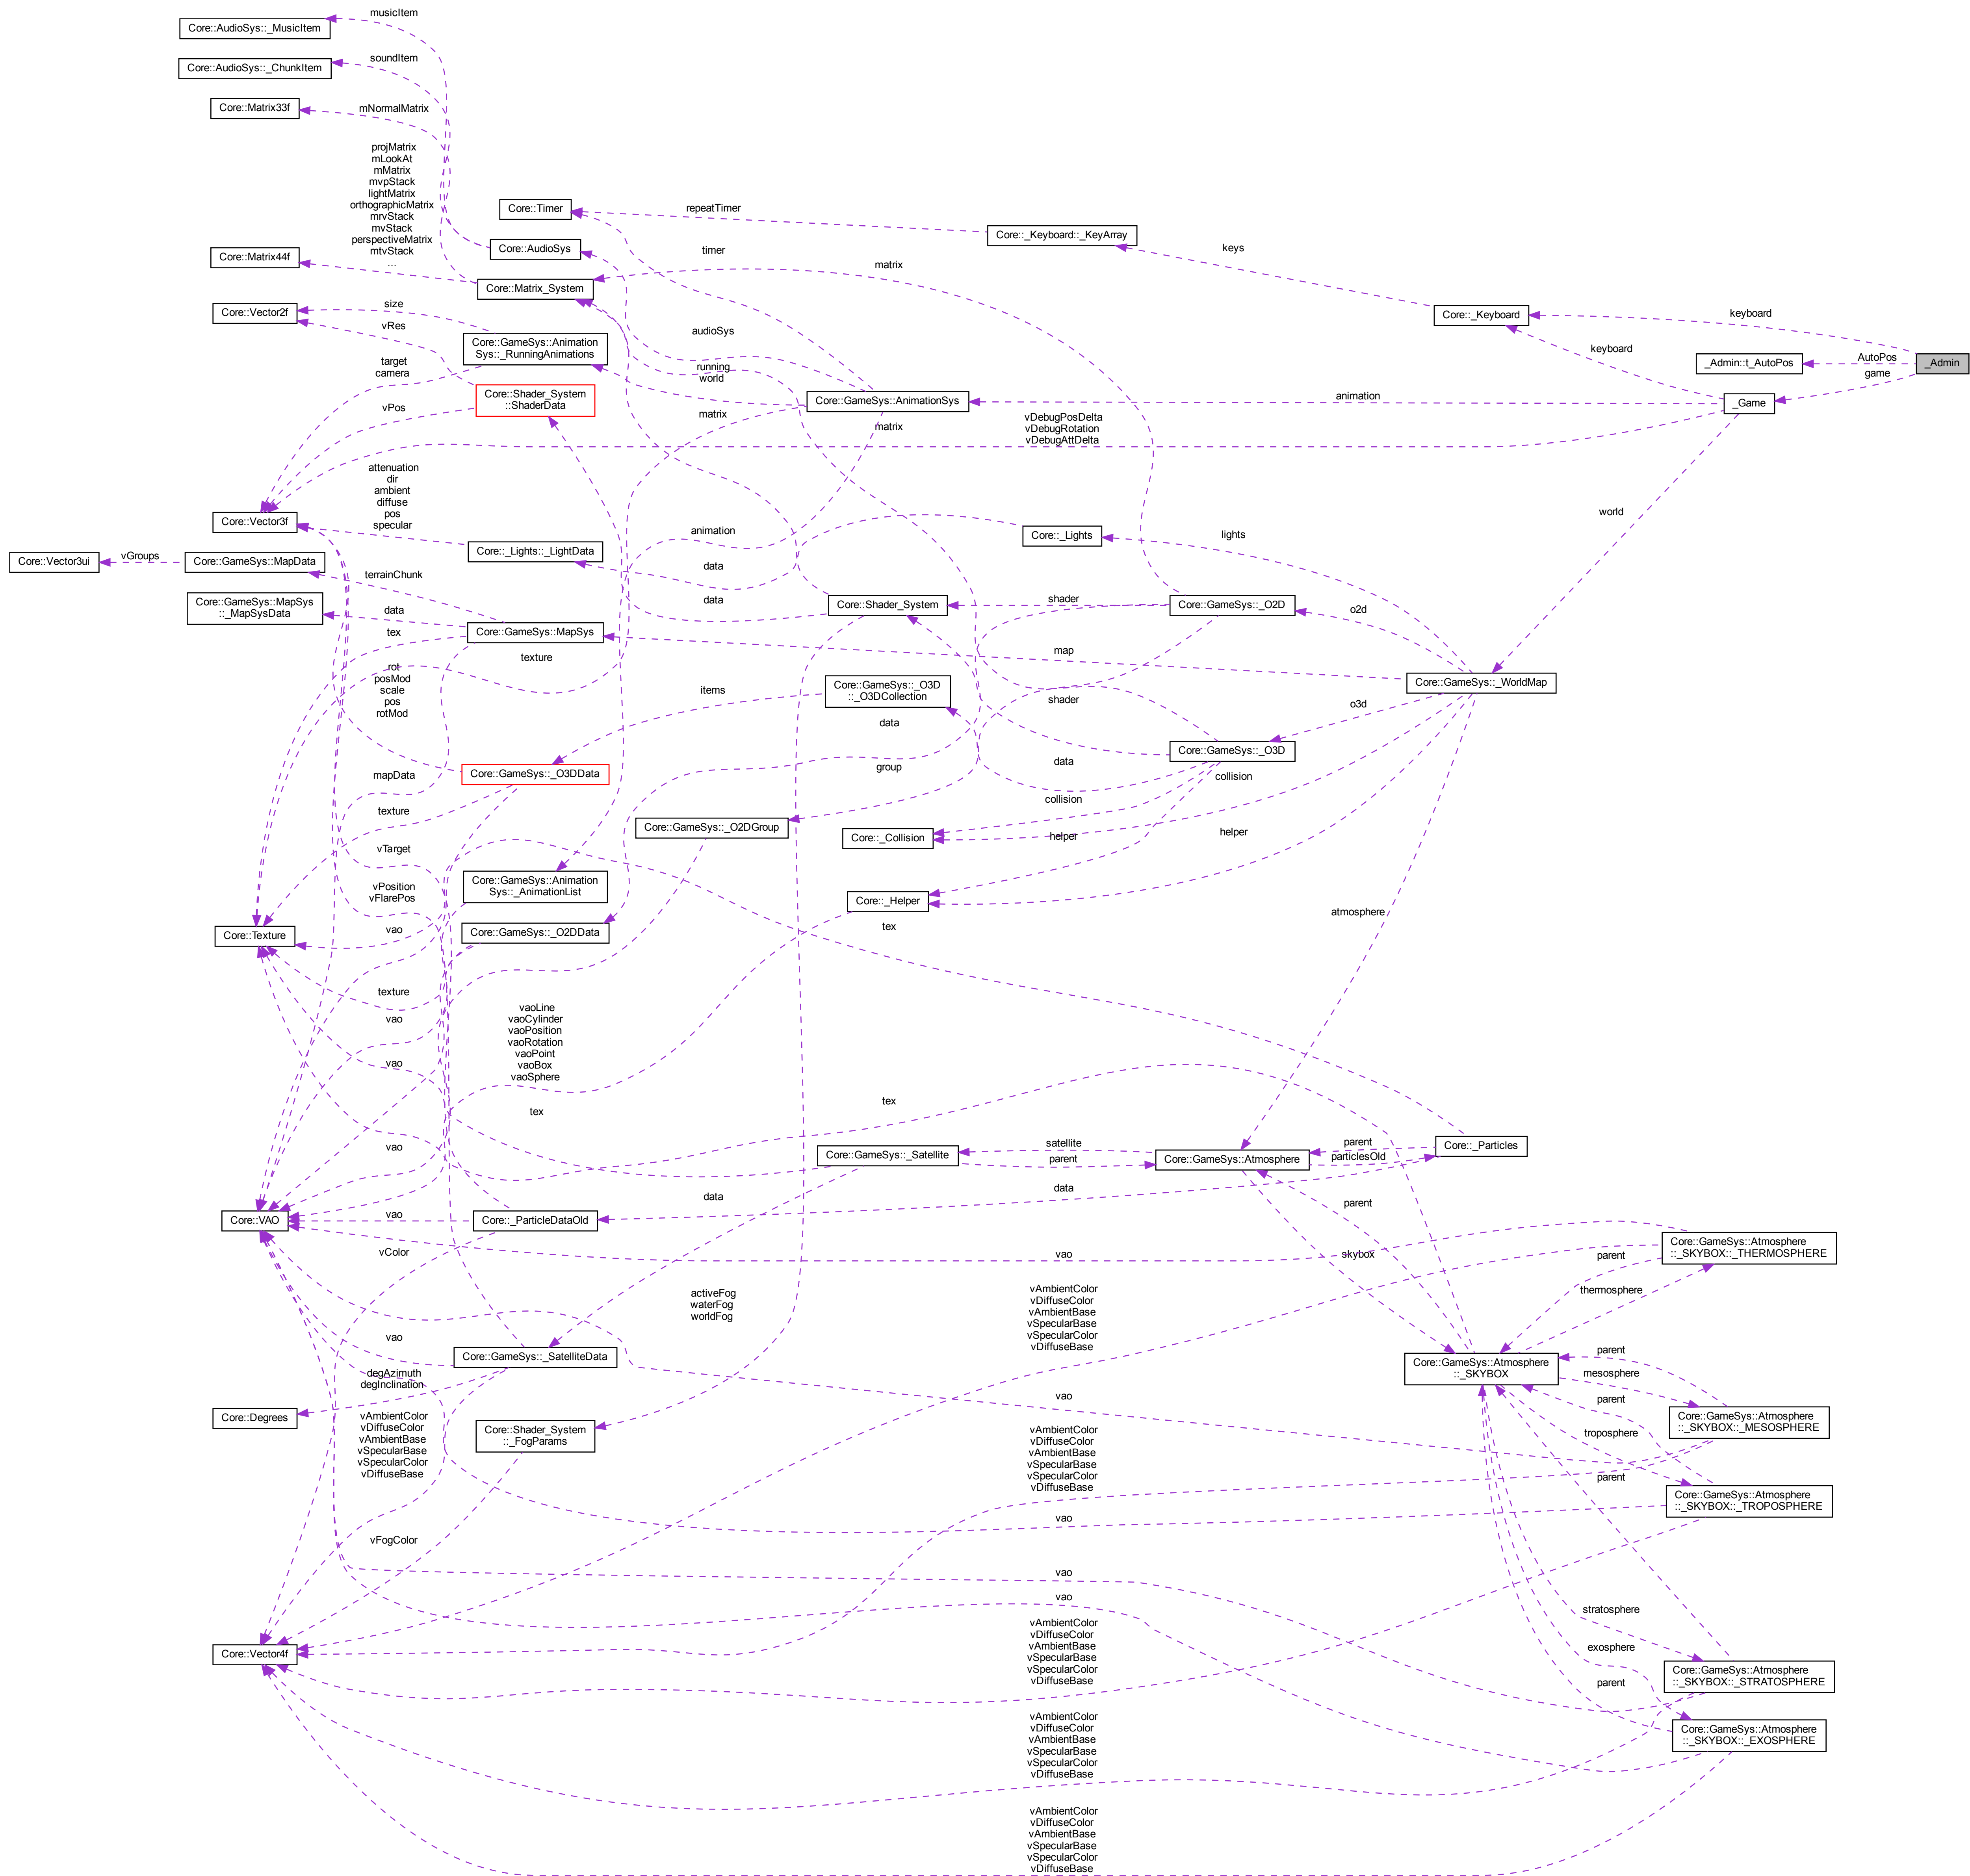 musicItem
Core::AudioSys::_MusicItem
soundItem
Core::AudioSys::_ChunkItem
Core::Matrix33f
mNormalMatrix
projMatrix
mLookAt
mMatrix
mvpStack
lightMatrix
orthographicMatrix
mrvStack
mvStack
perspectiveMatrix
mtvStack
...
Core::Timer
repeatTimer
Core::_Keyboard::_KeyArray
keys
Core::AudioSys
timer
matrix
Core::Matrix44f
Core::Matrix_System
size
Core::Vector2f
vRes
Core::_Keyboard
keyboard
audioSys
Core::GameSys::Animation
Sys::_RunningAnimations
keyboard
target
camera
running
world
_Admin::t_AutoPos
AutoPos
_Admin
game
Core::Shader_System
::ShaderData
vPos
Core::GameSys::AnimationSys
animation
_Game
matrix
matrix
vDebugPosDelta
vDebugRotation
vDebugAttDelta
attenuation
dir
ambient
diffuse
pos
specular
Core::Vector3f
world
animation
Core::_Lights
lights
Core::Vector3ui
vGroups
Core::GameSys::MapData
Core::_Lights::_LightData
data
terrainChunk
Core::GameSys::MapSys
::_MapSysData
data
data
Core::Shader_System
shader
Core::GameSys::_O2D
o2d
tex
Core::GameSys::MapSys
texture
map
rot
posMod
scale
pos
rotMod
items
Core::GameSys::_O3D
::_O3DCollection
shader
Core::GameSys::_WorldMap
o3d
data
Core::GameSys::_O3D
mapData
Core::GameSys::_O3DData
group
data
collision
texture
collision
Core::GameSys::_O2DGroup
Core::_Collision
helper
helper
vTarget
vPosition
vFlarePos
Core::GameSys::Animation
Sys::_AnimationList
Core::_Helper
Core::Texture
vao
Core::GameSys::_O2DData
tex
atmosphere
texture
vao
vaoLine
vaoCylinder
vaoPosition
vaoRotation
vaoPoint
vaoBox
vaoSphere
vao
tex
tex
vao
Core::GameSys::_Satellite
satellite
parent
Core::GameSys::Atmosphere
parent
particlesOld
Core::_Particles
data
data
Core::VAO
vao
Core::_ParticleDataOld
parent
vColor
vao
skybox
Core::GameSys::Atmosphere
::_SKYBOX::_THERMOSPHERE
parent
thermosphere
activeFog
waterFog
worldFog
vAmbientColor
vDiffuseColor
vAmbientBase
vSpecularBase
vSpecularColor
vDiffuseBase
vao
Core::GameSys::_SatelliteData
degAzimuth
degInclination
Core::GameSys::Atmosphere
::_SKYBOX
parent
mesosphere
vao
parent
Core::Degrees
vAmbientColor
vDiffuseColor
vAmbientBase
vSpecularBase
vSpecularColor
vDiffuseBase
Core::Shader_System
::_FogParams
vAmbientColor
vDiffuseColor
vAmbientBase
vSpecularBase
vSpecularColor
vDiffuseBase
troposphere
Core::GameSys::Atmosphere
::_SKYBOX::_MESOSPHERE
parent
Core::GameSys::Atmosphere
::_SKYBOX::_TROPOSPHERE
vao
vFogColor
vao
vao
stratosphere
Core::Vector4f
vAmbientColor
vDiffuseColor
vAmbientBase
vSpecularBase
vSpecularColor
vDiffuseBase
exosphere
parent
Core::GameSys::Atmosphere
::_SKYBOX::_STRATOSPHERE
vAmbientColor
vDiffuseColor
vAmbientBase
vSpecularBase
vSpecularColor
vDiffuseBase
Core::GameSys::Atmosphere
::_SKYBOX::_EXOSPHERE
vAmbientColor
vDiffuseColor
vAmbientBase
vSpecularBase
vSpecularColor
vDiffuseBase